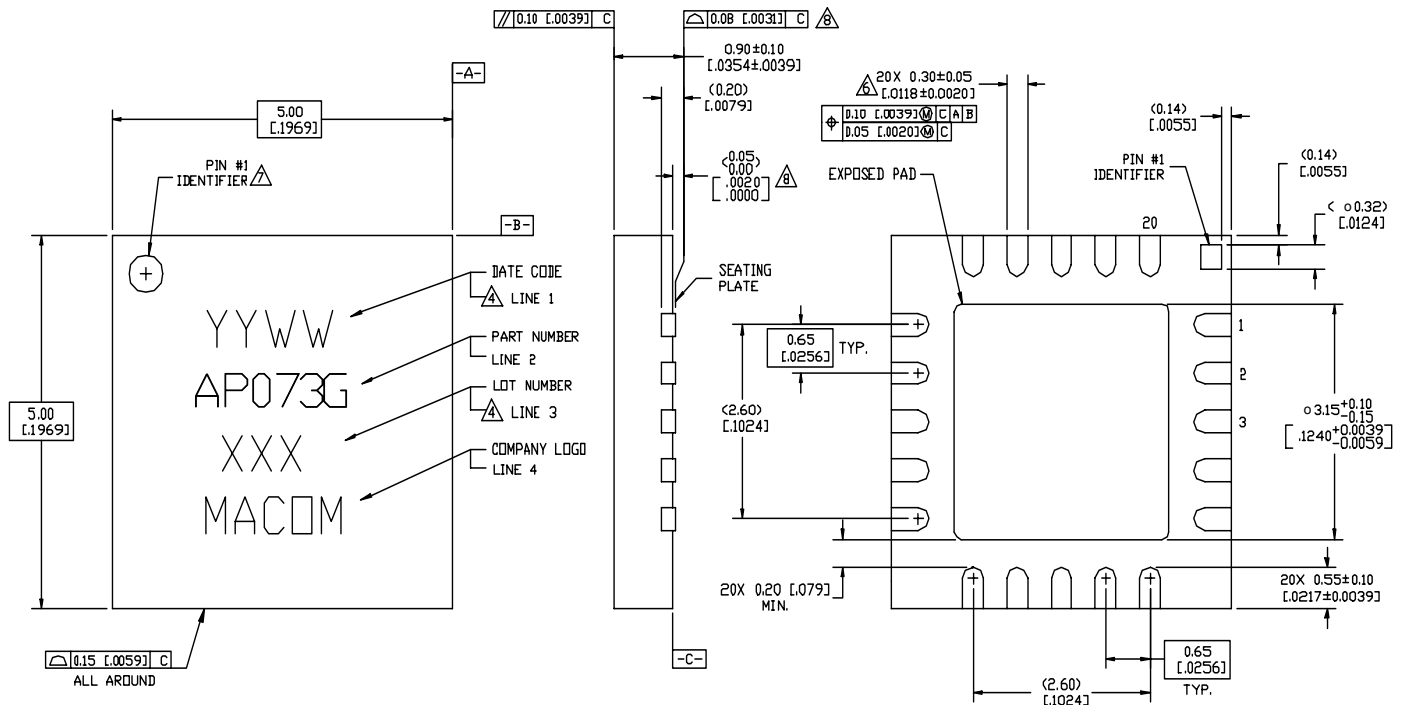 // 0.10 [.0039] C
⌓ 0.08 [.0031] C 8
0.90±0.10
[.0354±.0039]
(0.20)
[.0079]
6 20X 0.30±0.05
[.0118±0.0020]
⌖ 0.10 [.0039]Ⓜ C A B
0.05 [.0020]Ⓜ C
-A-
5.00
[.1969]
(0.14)
[.0055]
PIN #1
IDENTIFIER 7
(0.05)
0.00
[.0020]
.0000
8
EXPOSED PAD
PIN #1
IDENTIFIER
(0.14)
[.0055]
(□0.32)
[.0124]
-B-
20
DATE CODE
4 LINE 1
SEATING
PLATE
YYWW
PART NUMBER
LINE 2
AP073G
LOT NUMBER
4 LINE 3
XXX
COMPANY LOGO
LINE 4
MACOM
5.00
[.1969]
0.65
[.0256]
TYP.
(2.60)
[.1024]
1
2
3
□3.15 +0.10
-0.15
[.1240 +0.0039
-0.0059]
20X 0.20 [.079]
MIN.
20X 0.55±0.10
[.0217±0.0039]
⌓ 0.15 [.0059] C
ALL AROUND
-C-
0.65
[.0256]
TYP.
(2.60)
[.1024]